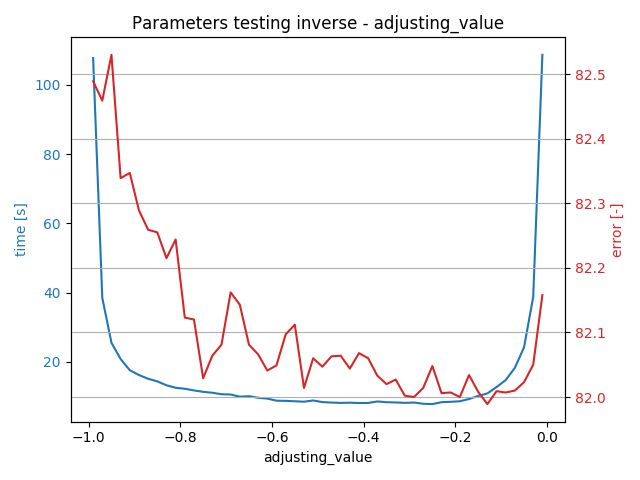 Parameters testing inverse - adjusting_value
100
80
60
40
20
time [s]
82.5
82.4
82.3
82.2
82.1
82.0
error [-]
−1.0 −0.8 −0.6 −0.4 −0.2 0.0
adjusting_value